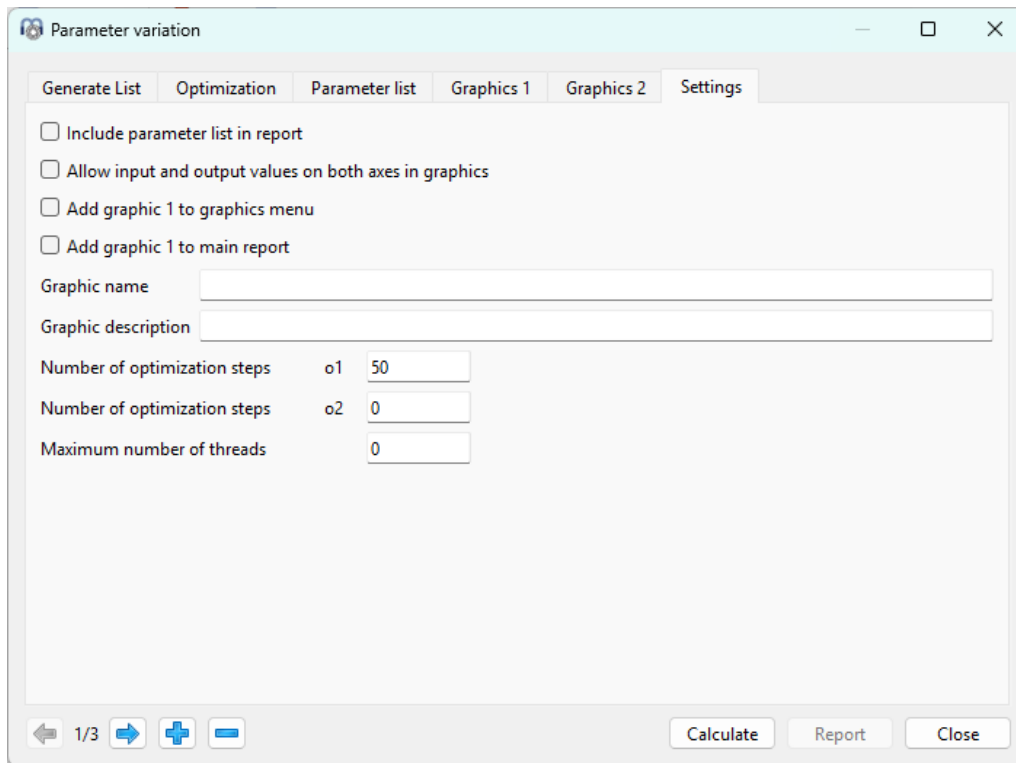 Parameter variation
Generate List Optimization Parameter list Graphics 1 Graphics 2 Settings
Include parameter list in report
Allow input and output values on both axes in graphics
Add graphic 1 to graphics menu
Add graphic 1 to main report
Graphic name
Graphic description
Number of optimization steps o1 50
Number of optimization steps o2 0
Maximum number of threads 0
1/3 Calculate Report Close